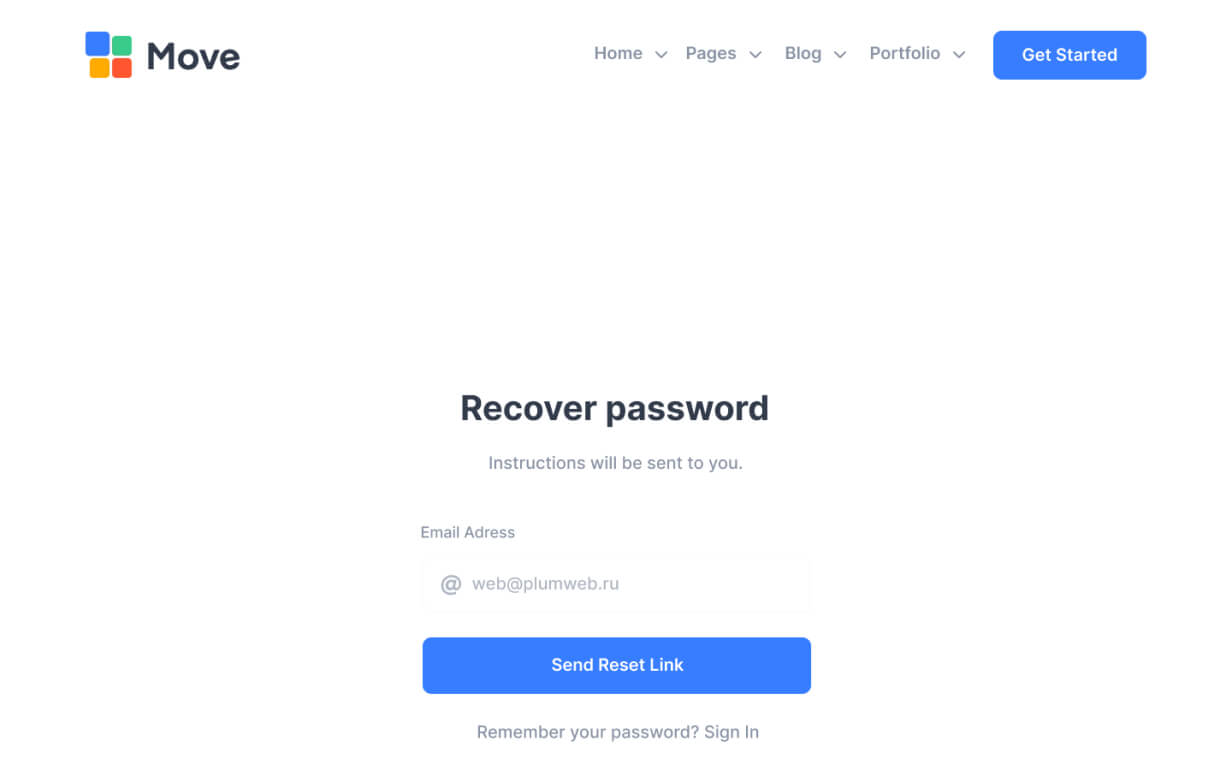 Move
Home Pages Blog Portfolio Get Started
Recover password
Instructions will be sent to you.
Email Adress
@ web@plumweb.ru
Send Reset Link
Remember your password? Sign In